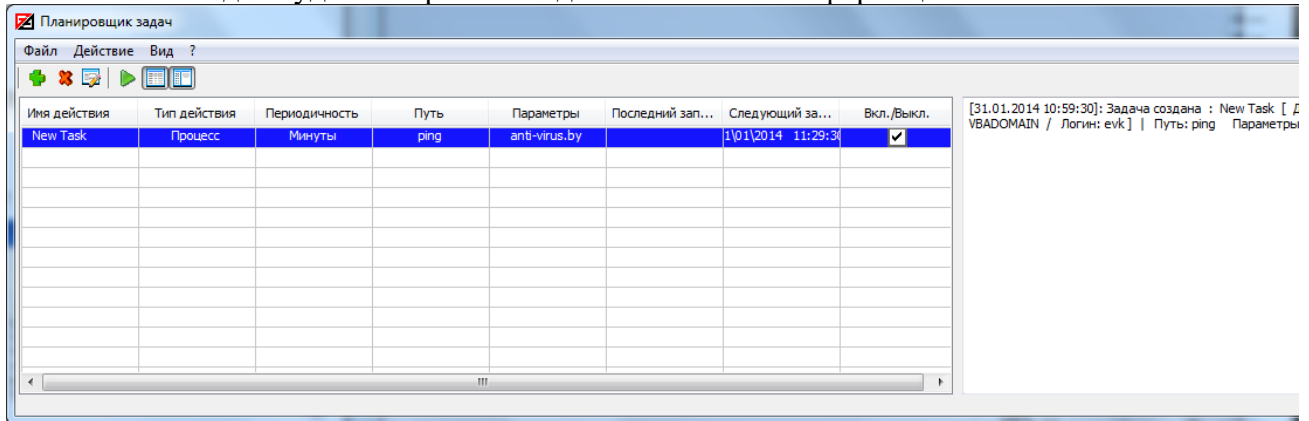 Планировщик задач
Файл Действие Вид ?
Имя действия Тип действия Периодичность Путь Параметры Последний зап... Следующий за... Вкл./Выкл.
New Task Процесс Минуты ping anti-virus.by 1\01\2014 11:29:30
[31.01.2014 10:59:30]: Задача создана : New Task [ Д
VBADOMAIN / Логин: evk ] | Путь: ping Параметры